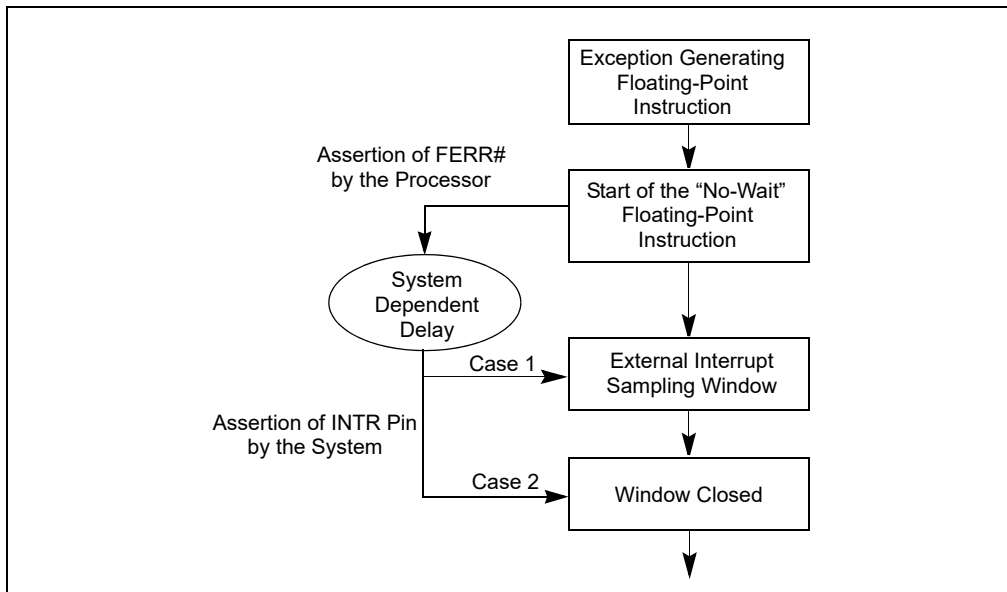 Exception Generating
Floating-Point
Instruction
Assertion of FERR#
by the Processor
Start of the “No-Wait”
Floating-Point
Instruction
System
Dependent
Delay
Case 1
External Interrupt
Sampling Window
Assertion of INTR Pin
by the System
Case 2
Window Closed